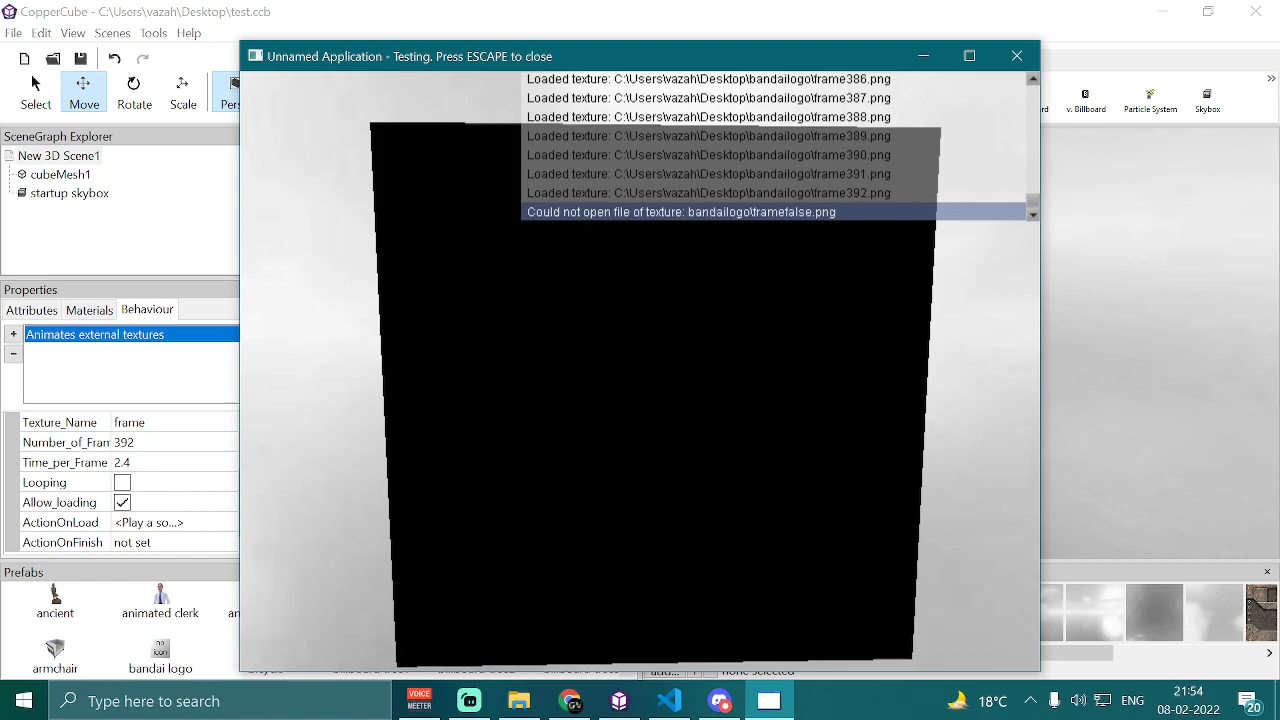 CopperCube - C:\Users\vazah\Desktop\test.ccb
File Edit View Scenes Tools Help
Unnamed Application - Testing. Press ESCAPE to close
Select Move Rotate Scale Pers
v. Billboard Particle System Skybox
SceneGraph Explorer
New 3D Scene1
cubeMesh1
startup skybox
Loaded texture: C:\Users\vazah\Desktop\bandailogo\frame386.png
Loaded texture: C:\Users\vazah\Desktop\bandailogo\frame387.png
Loaded texture: C:\Users\vazah\Desktop\bandailogo\frame388.png
Loaded texture: C:\Users\vazah\Desktop\bandailogo\frame389.png
Loaded texture: C:\Users\vazah\Desktop\bandailogo\frame390.png
Loaded texture: C:\Users\vazah\Desktop\bandailogo\frame391.png
Loaded texture: C:\Users\vazah\Desktop\bandailogo\frame392.png
Could not open file of texture: bandailogo\framefalse.png
Properties
Attributes Materials Behaviour
Animates external textures
Texture_Name frame
Number_of_Fram 392
Time_per_Frame 2.4
Looping
Allow_loading
ActionOnLoad <Play a so...>
ActionOnFinish not set
Prefabs
ancient animated clerk
no icon
armchair bandai logo
add... none selected
Type here to search
VOICE MEETER
GV
18°C
ENG
21:54
08-02-2022
20